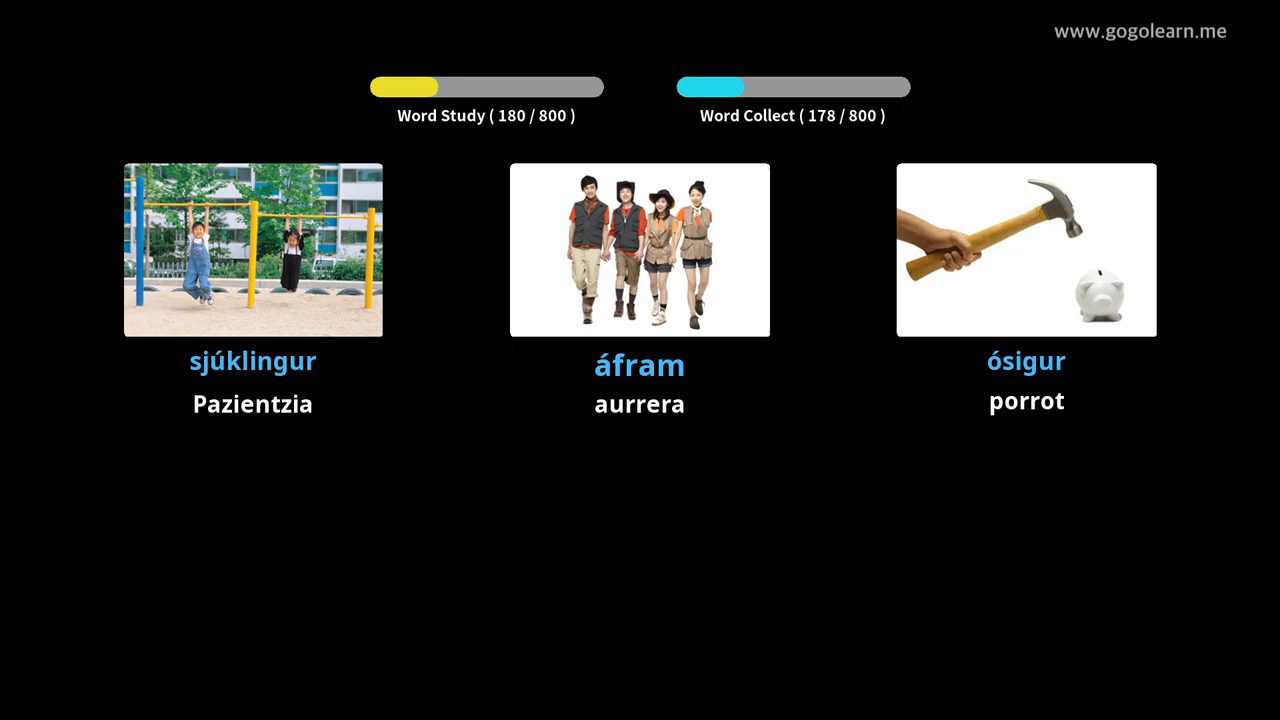 www.gogolearn.me
Word Study ( 180 / 800 )
Word Collect ( 178 / 800 )
sjúklingur
áfram
ósigur
Pazientzia
aurrera
porrot